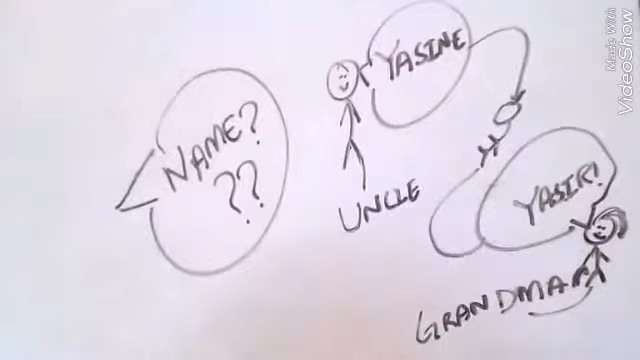 NAME?
??
YASINE
UNCLE
YASIR!
GRANDMA
Made With
VideoShow